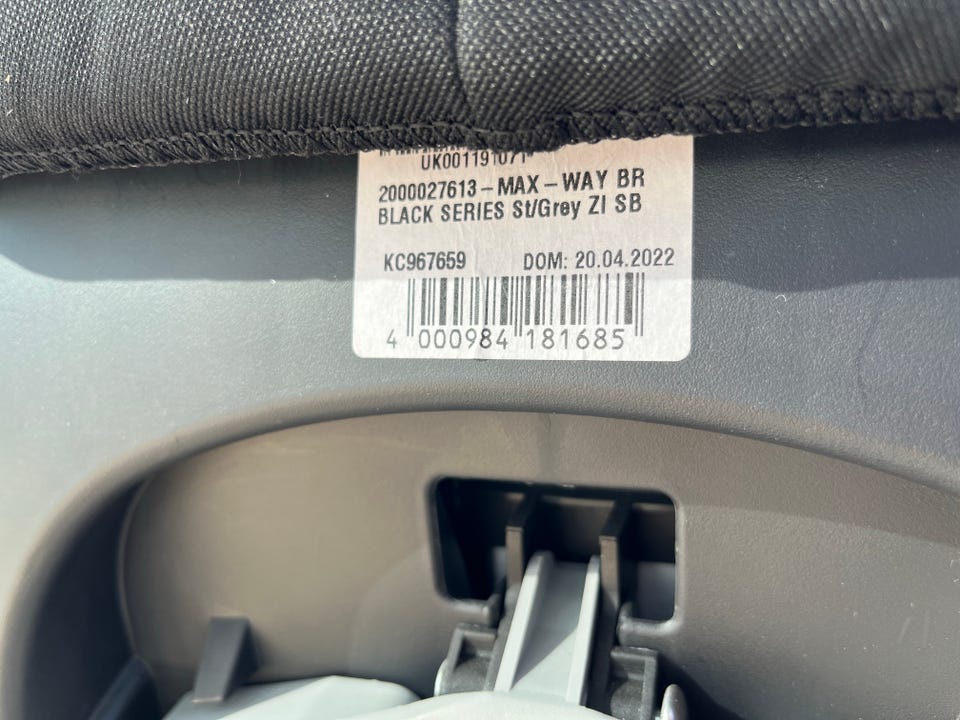 UK001191071
2000027613 – MAX – WAY BR
BLACK SERIES St/Grey ZI SB
KC967659 DOM: 20.04.2022
4 000984 181685